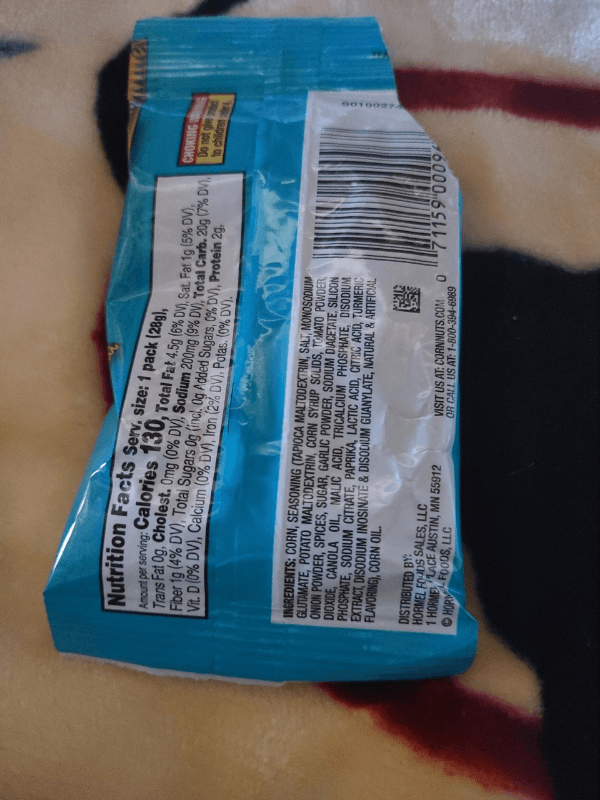 CHOKING
Do not give
to children
Nutrition Facts Serv. size: 1 pack (28g),
Amount per serving: Calories 130, Total Fat 4.5g (6% DV), Sat. Fat 1g (5% DV),
Trans Fat 0g, Cholest. 0mg (0% DV), Sodium 200mg (9% DV), Total Carb. 20g (7% DV),
Fiber 1g (4% DV), Total Sugars 0g (Incl. 0g Added Sugars, 0% DV), Protein 2g,
Vit. D (0% DV), Calcium (0% DV), Iron (2% DV), Potas. (0% DV).
INGREDIENTS: CORN, SEASONING (TAPIOCA MALTODEXTRIN, SALT, MONOSODIUM
GLUTAMATE, POTATO MALTODEXTRIN, CORN SYRUP SOLIDS, TOMATO POWDER,
ONION POWDER, SPICES, SUGAR, GARLIC POWDER, SODIUM DIACETATE, SILICON
DIOXIDE, CANOLA OIL, MALIC ACID, TRICALCIUM PHOSPHATE, DISODIUM
PHOSPHATE, SODIUM CITRATE, PAPRIKA, LACTIC ACID, CITRIC ACID, TURMERIC
EXTRACT, DISODIUM INOSINATE & DISODIUM GUANYLATE, NATURAL & ARTIFICIAL
FLAVORING), CORN OIL.
DISTRIBUTED BY:
HORMEL FOODS SALES, LLC
1 HORMEL PLACE AUSTIN, MN 55912
© HORMEL FOODS, LLC
VISIT US AT: CORNNUTS.COM
OR CALL US AT: 1-800-394-6969
0 71159 0009